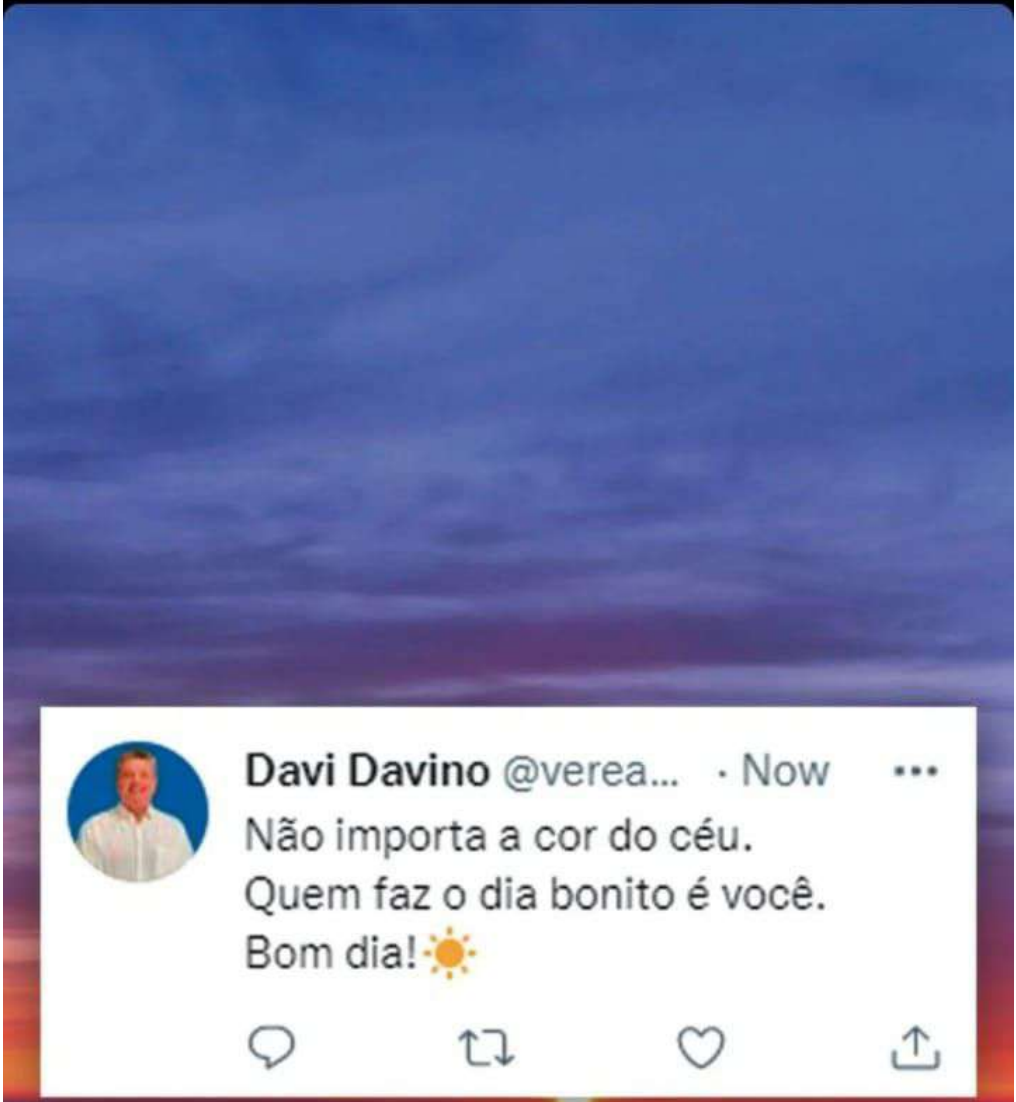 Davi Davino @verea... · Now
Não importa a cor do céu.
Quem faz o dia bonito é você.
Bom dia!☀️